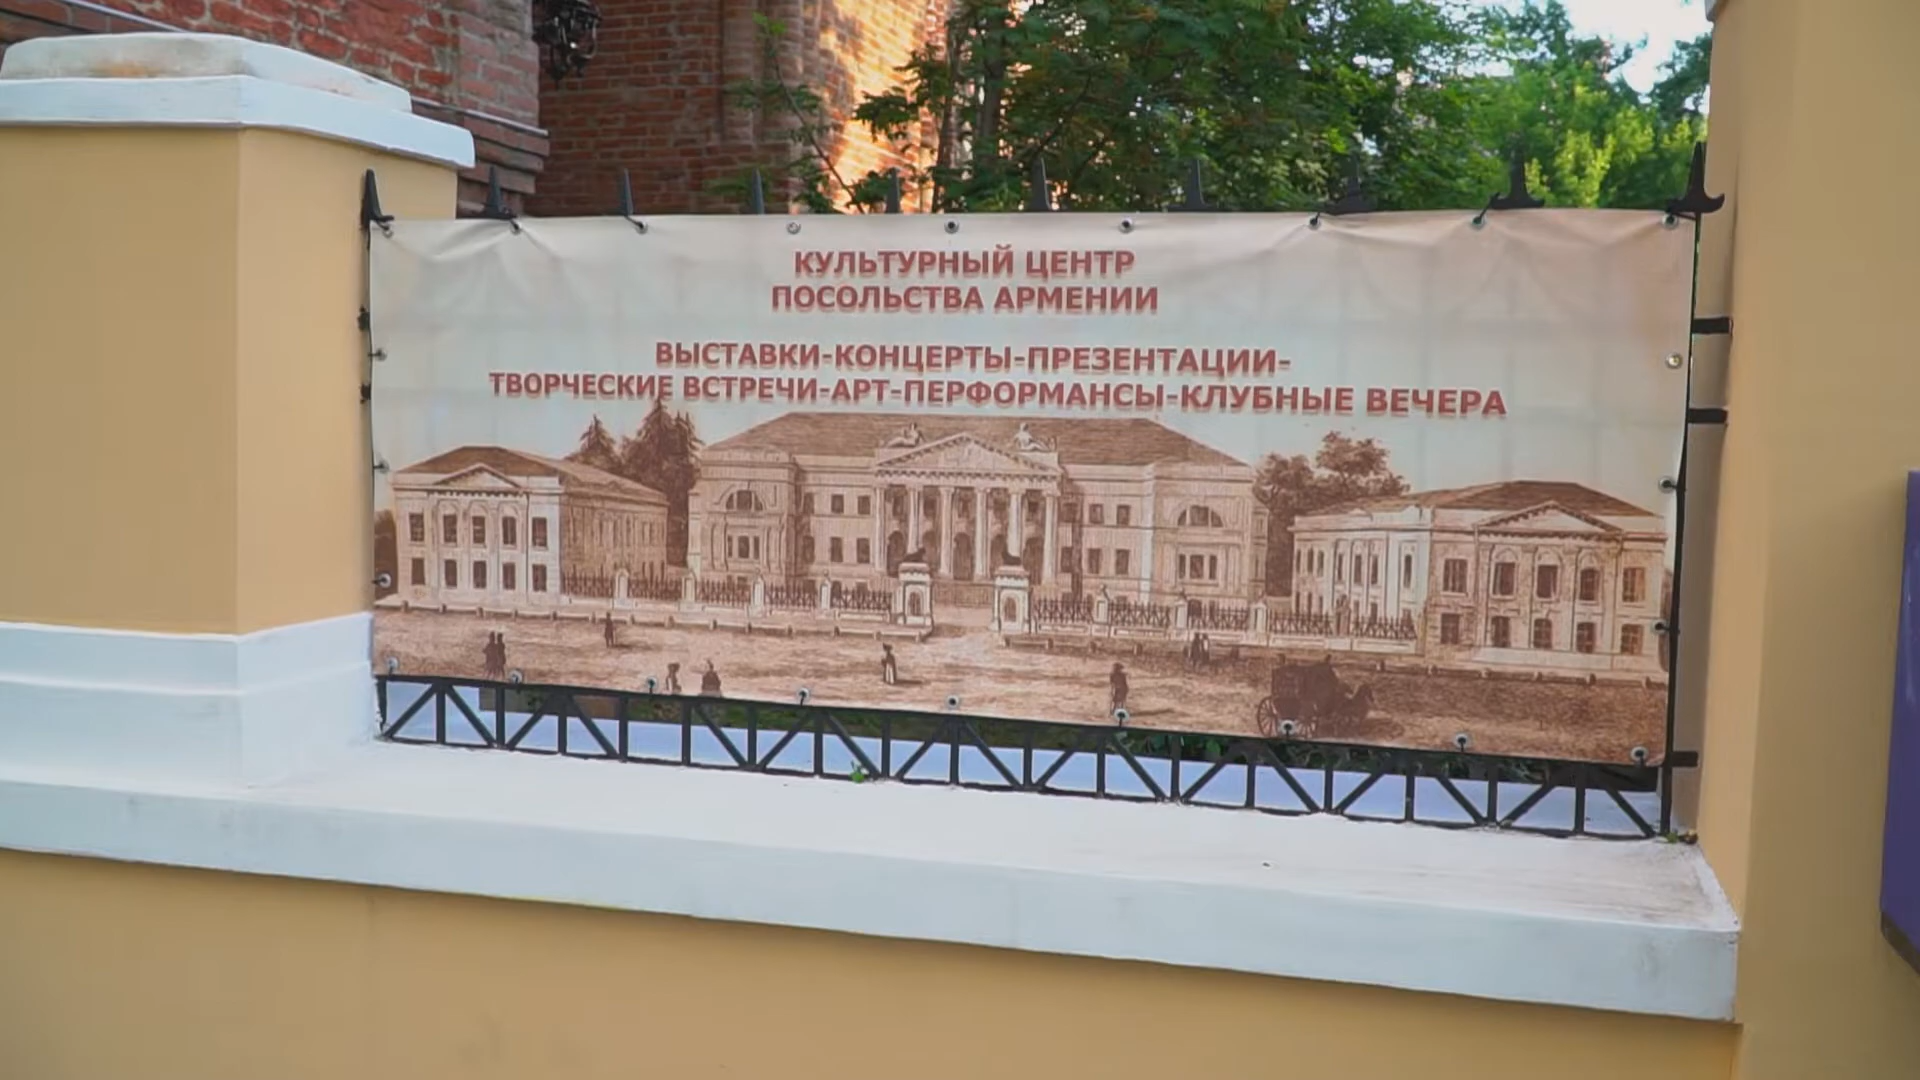 КУЛЬТУРНЫЙ ЦЕНТР
ПОСОЛЬСТВА АРМЕНИИ
ВЫСТАВКИ-КОНЦЕРТЫ-ПРЕЗЕНТАЦИИ-
ТВОРЧЕСКИЕ ВСТРЕЧИ-АРТ-ПЕРФОРМАНСЫ-КЛУБНЫЕ ВЕЧЕРА